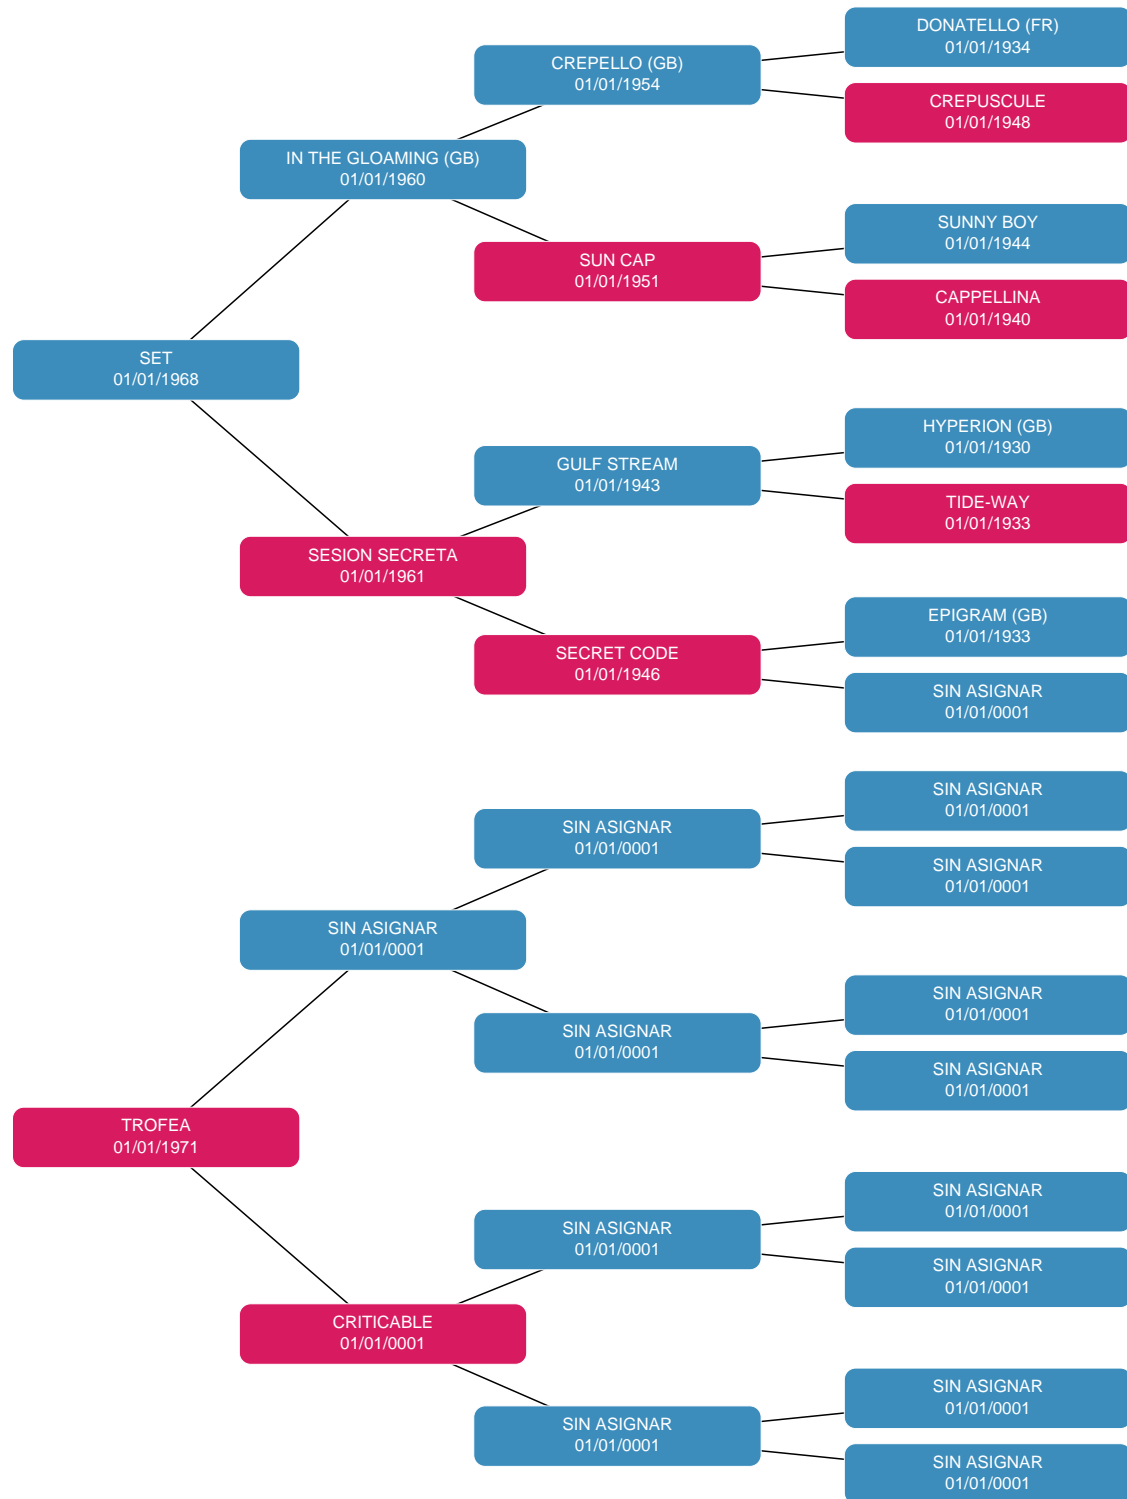 DONATELLO (FR)
01/01/1934
CREPELLO (GB)
01/01/1954
CREPUSCULE
01/01/1948
IN THE GLOAMING (GB)
01/01/1960
SUNNY BOY
01/01/1944
SUN CAP
01/01/1951
CAPPELLINA
01/01/1940
SET
01/01/1968
HYPERION (GB)
01/01/1930
GULF STREAM
01/01/1943
TIDE-WAY
01/01/1933
SESION SECRETA
01/01/1961
EPIGRAM (GB)
01/01/1933
SECRET CODE
01/01/1946
SIN ASIGNAR
01/01/0001
SIN ASIGNAR
01/01/0001
SIN ASIGNAR
01/01/0001
SIN ASIGNAR
01/01/0001
SIN ASIGNAR
01/01/0001
SIN ASIGNAR
01/01/0001
SIN ASIGNAR
01/01/0001
SIN ASIGNAR
01/01/0001
TROFEA
01/01/1971
SIN ASIGNAR
01/01/0001
SIN ASIGNAR
01/01/0001
SIN ASIGNAR
01/01/0001
CRITICABLE
01/01/0001
SIN ASIGNAR
01/01/0001
SIN ASIGNAR
01/01/0001
SIN ASIGNAR
01/01/0001